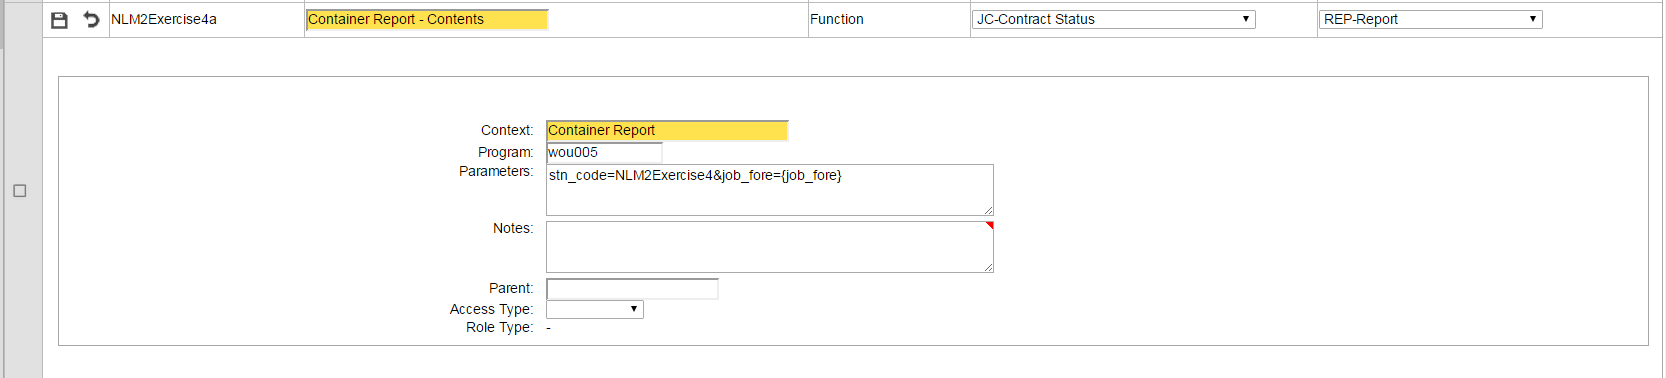 NLM2Exercise4a Container Report - Contents Function JC-Contract Status REP-Report
Context: Container Report
Program: wou005
Parameters: stn_code=NLM2Exercise4&job_fore={job_fore}
Notes:
Parent:
Access Type:
Role Type: -